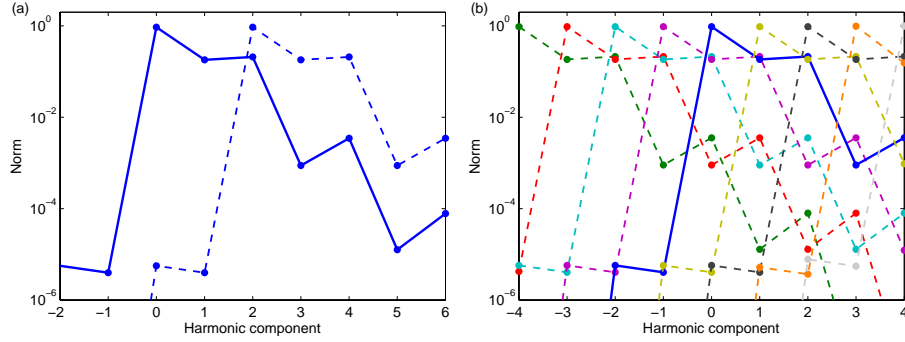 (a)
10^0
10^-2
10^-4
10^-6
Norm
-2 -1 0 1 2 3 4 5 6
Harmonic component
(b)
10^0
10^-2
10^-4
10^-6
Norm
-4 -3 -2 -1 0 1 2 3 4
Harmonic component